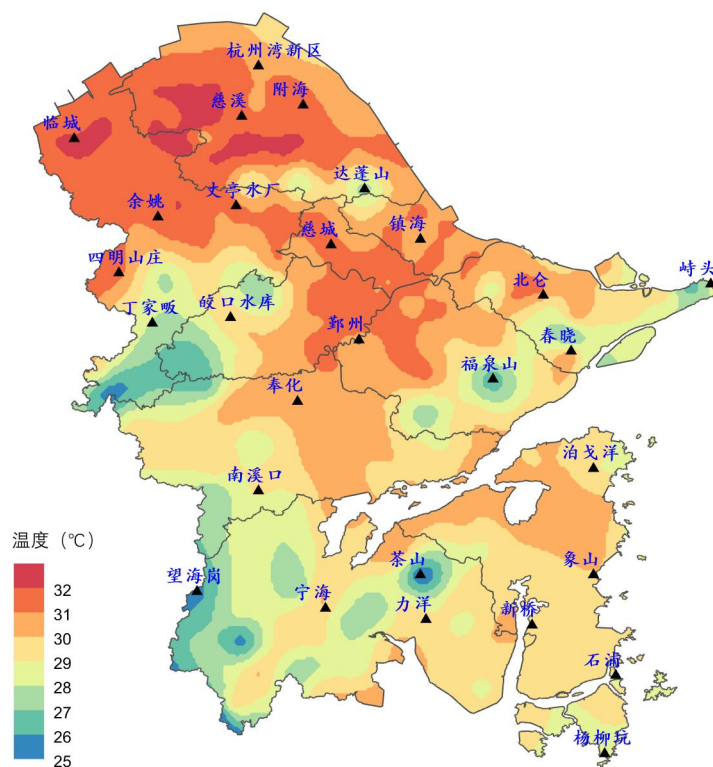 杭州湾新区
附海
慈溪
临城
达蓬山
丈亭水厂
余姚
镇海
慈城
四明山庄
峙头
北仑
皎口水库
丁家畈
鄞州
春晓
福泉山
奉化
泊戈洋
南溪口
温度（℃）
茶山
象山
望海岗
宁海
力洋
新桥
石浦
杨柳坑
32
31
30
29
28
27
26
25